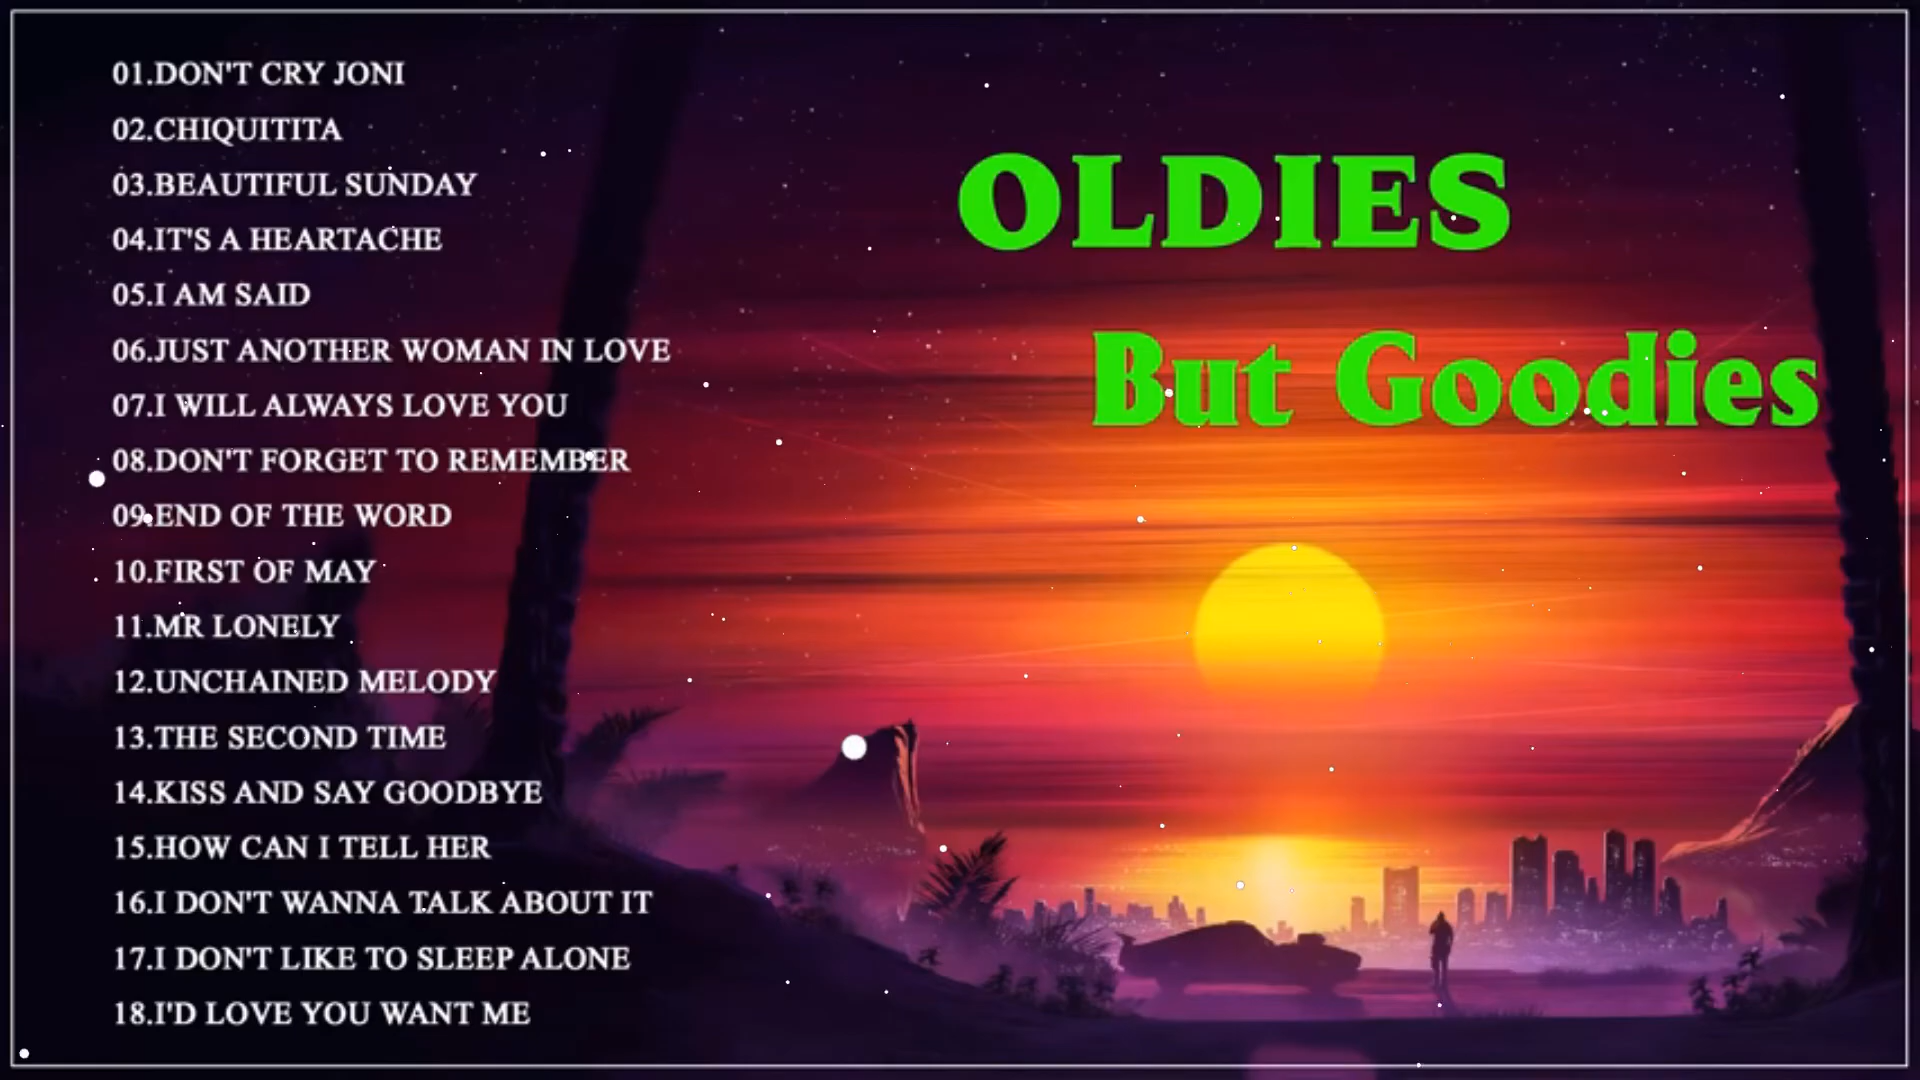 01.DON'T CRY JONI
02.CHIQUITITA
03.BEAUTIFUL SUNDAY
04.IT'S A HEARTACHE
05.I AM SAID
06.JUST ANOTHER WOMAN IN LOVE
07.I WILL ALWAYS LOVE YOU
08.DON'T FORGET TO REMEMBER
09.END OF THE WORD
10.FIRST OF MAY
11.MR LONELY
12.UNCHAINED MELODY
13.THE SECOND TIME
14.KISS AND SAY GOODBYE
15.HOW CAN I TELL HER
16.I DON'T WANNA TALK ABOUT IT
17.I DON'T LIKE TO SLEEP ALONE
18.I'D LOVE YOU WANT ME
OLDIES
But Goodies